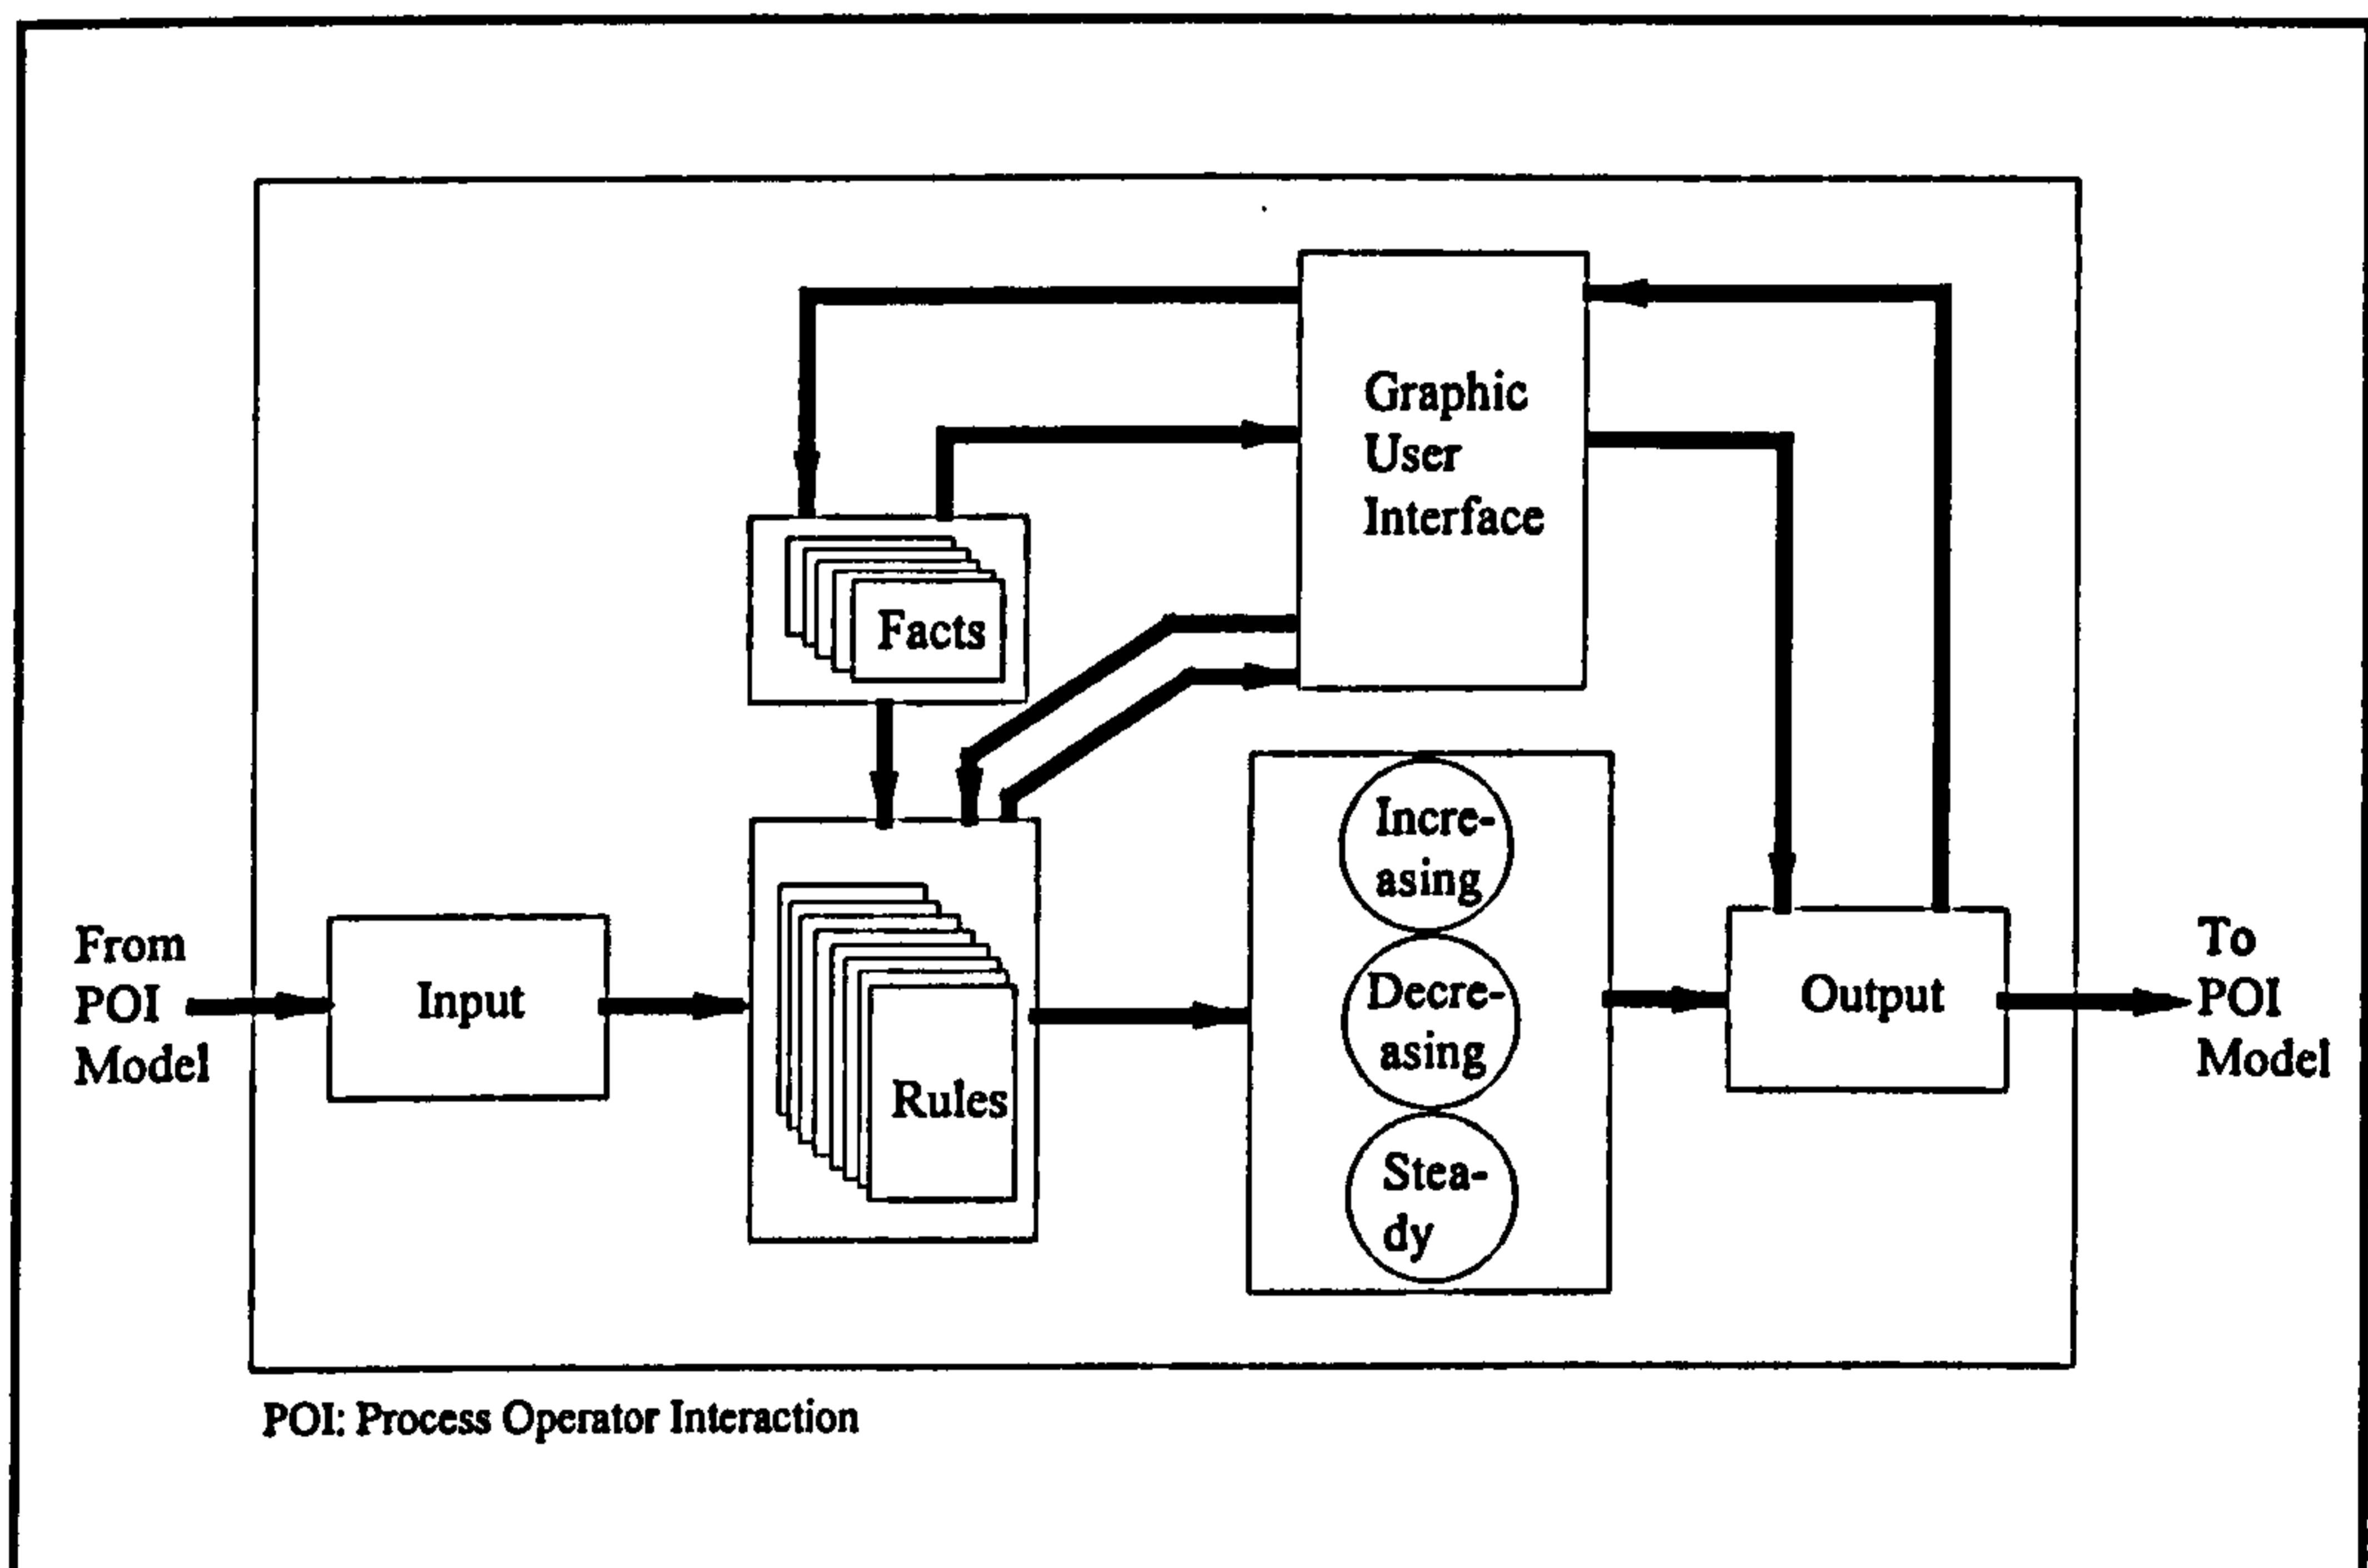 Graphic
User
Interface
Facts
From
POI
Model
Input
Rules
Incre-
asing
Decre-
asing
Stea-
dy
Output
To
POI
Model
POI: Process Operator Interaction